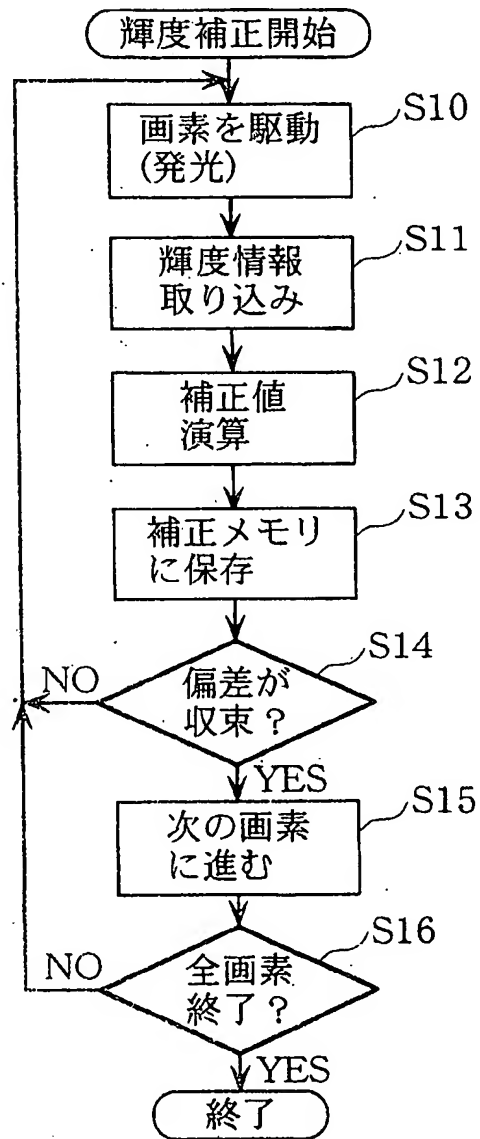 輝度補正開始
画素を駆動
(発光)
S10
輝度情報
取り込み
S11
補正値
演算
S12
補正メモリ
に保存
S13
偏差が
収束？
S14
NO
YES
次の画素
に進む
S15
全画素
終了？
S16
NO
YES
終了